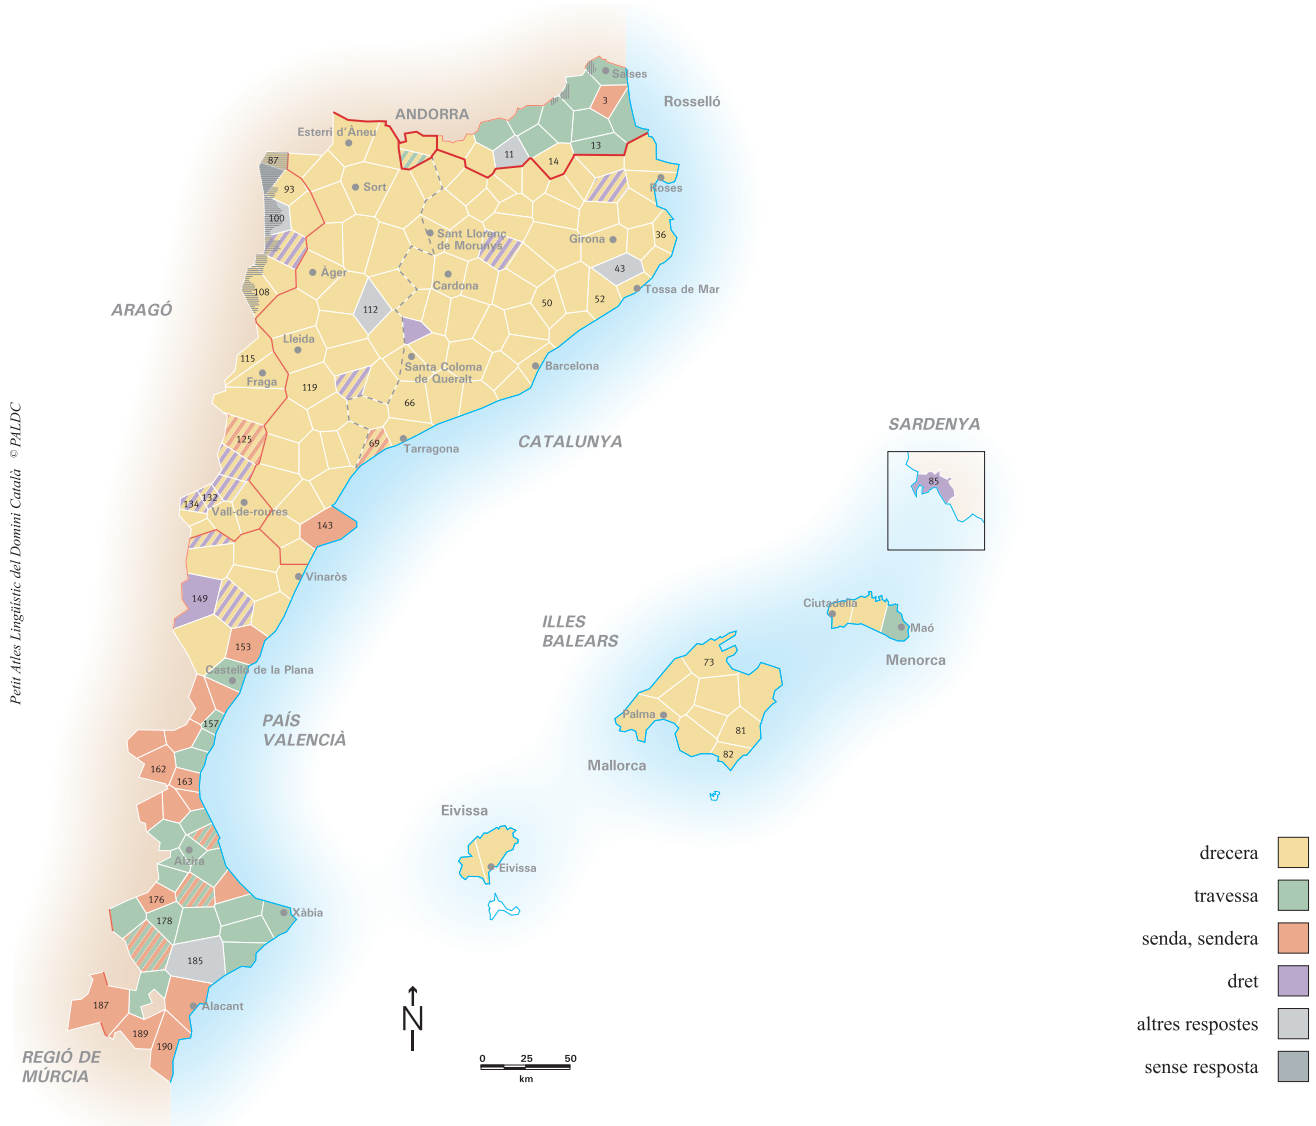 Salses
Rosselló
3
ANDORRA
Esterri d'Àneu
13
11
14
87
93
Sort
Roses
100
36
Sant Llorenç
de Morunys
Girona
43
Àger
Cardona
108
50
52
Tossa de Mar
ARAGÓ
112
Lleida
115
Santa Coloma
de Queralt
Barcelona
Fraga
119
66
125
69
Tarragona
CATALUNYA
SARDENYA
85
132
134
Vall-de-roures
143
Vinaròs
149
Ciutadella
ILLES
BALEARS
Maó
153
Menorca
73
Castelló de la Plana
157
PAÍS
VALENCIÀ
Palma
81
82
162
163
Mallorca
Eivissa
Alzira
Eivissa
176
178
Xàbia
185
187
Alacant
189
190
REGIÓ DE
MÚRCIA
N
0 25 50
km
drecera
travessa
senda, sendera
dret
altres respostes
sense resposta
Petit Atles Lingüístic del Domini Català © PALDC